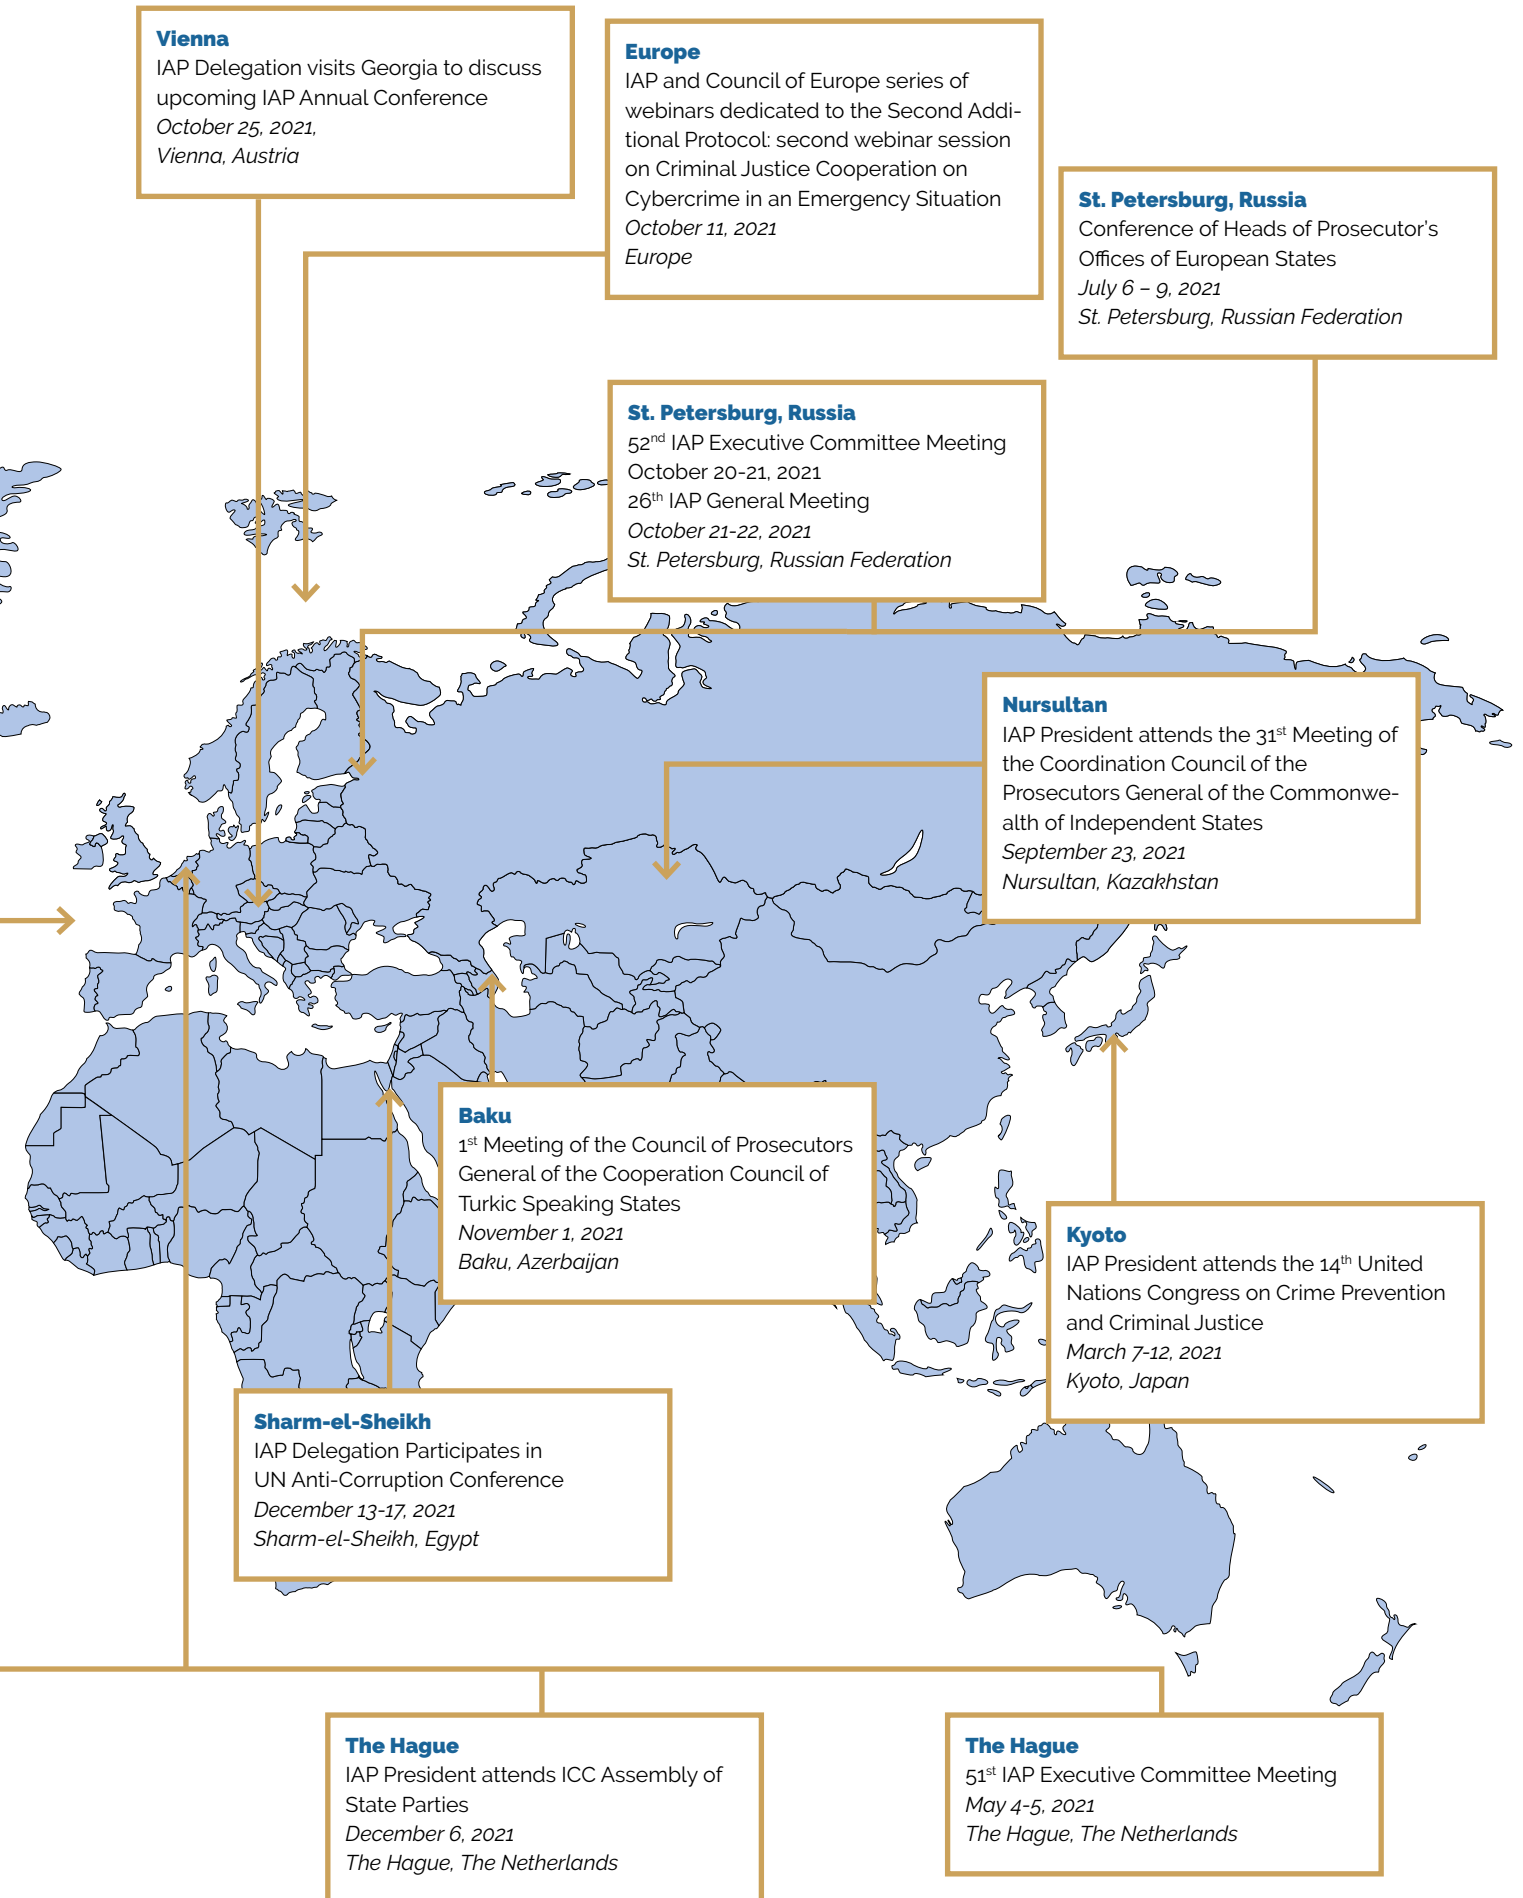 Vienna
IAP Delegation visits Georgia to discuss
upcoming IAP Annual Conference
October 25, 2021,
Vienna, Austria
Europe
IAP and Council of Europe series of
webinars dedicated to the Second Addi-
tional Protocol: second webinar session
on Criminal Justice Cooperation on
Cybercrime in an Emergency Situation
October 11, 2021
Europe
St. Petersburg, Russia
Conference of Heads of Prosecutor's
Offices of European States
July 6 – 9, 2021
St. Petersburg, Russian Federation
St. Petersburg, Russia
52nd IAP Executive Committee Meeting
October 20-21, 2021
26th IAP General Meeting
October 21-22, 2021
St. Petersburg, Russian Federation
Nursultan
IAP President attends the 31st Meeting of
the Coordination Council of the
Prosecutors General of the Commonwe-
alth of Independent States
September 23, 2021
Nursultan, Kazakhstan
Baku
1st Meeting of the Council of Prosecutors
General of the Cooperation Council of
Turkic Speaking States
November 1, 2021
Baku, Azerbaijan
Kyoto
IAP President attends the 14th United
Nations Congress on Crime Prevention
and Criminal Justice
March 7-12, 2021
Kyoto, Japan
Sharm-el-Sheikh
IAP Delegation Participates in
UN Anti-Corruption Conference
December 13-17, 2021
Sharm-el-Sheikh, Egypt
The Hague
IAP President attends ICC Assembly of
State Parties
December 6, 2021
The Hague, The Netherlands
The Hague
51st IAP Executive Committee Meeting
May 4-5, 2021
The Hague, The Netherlands